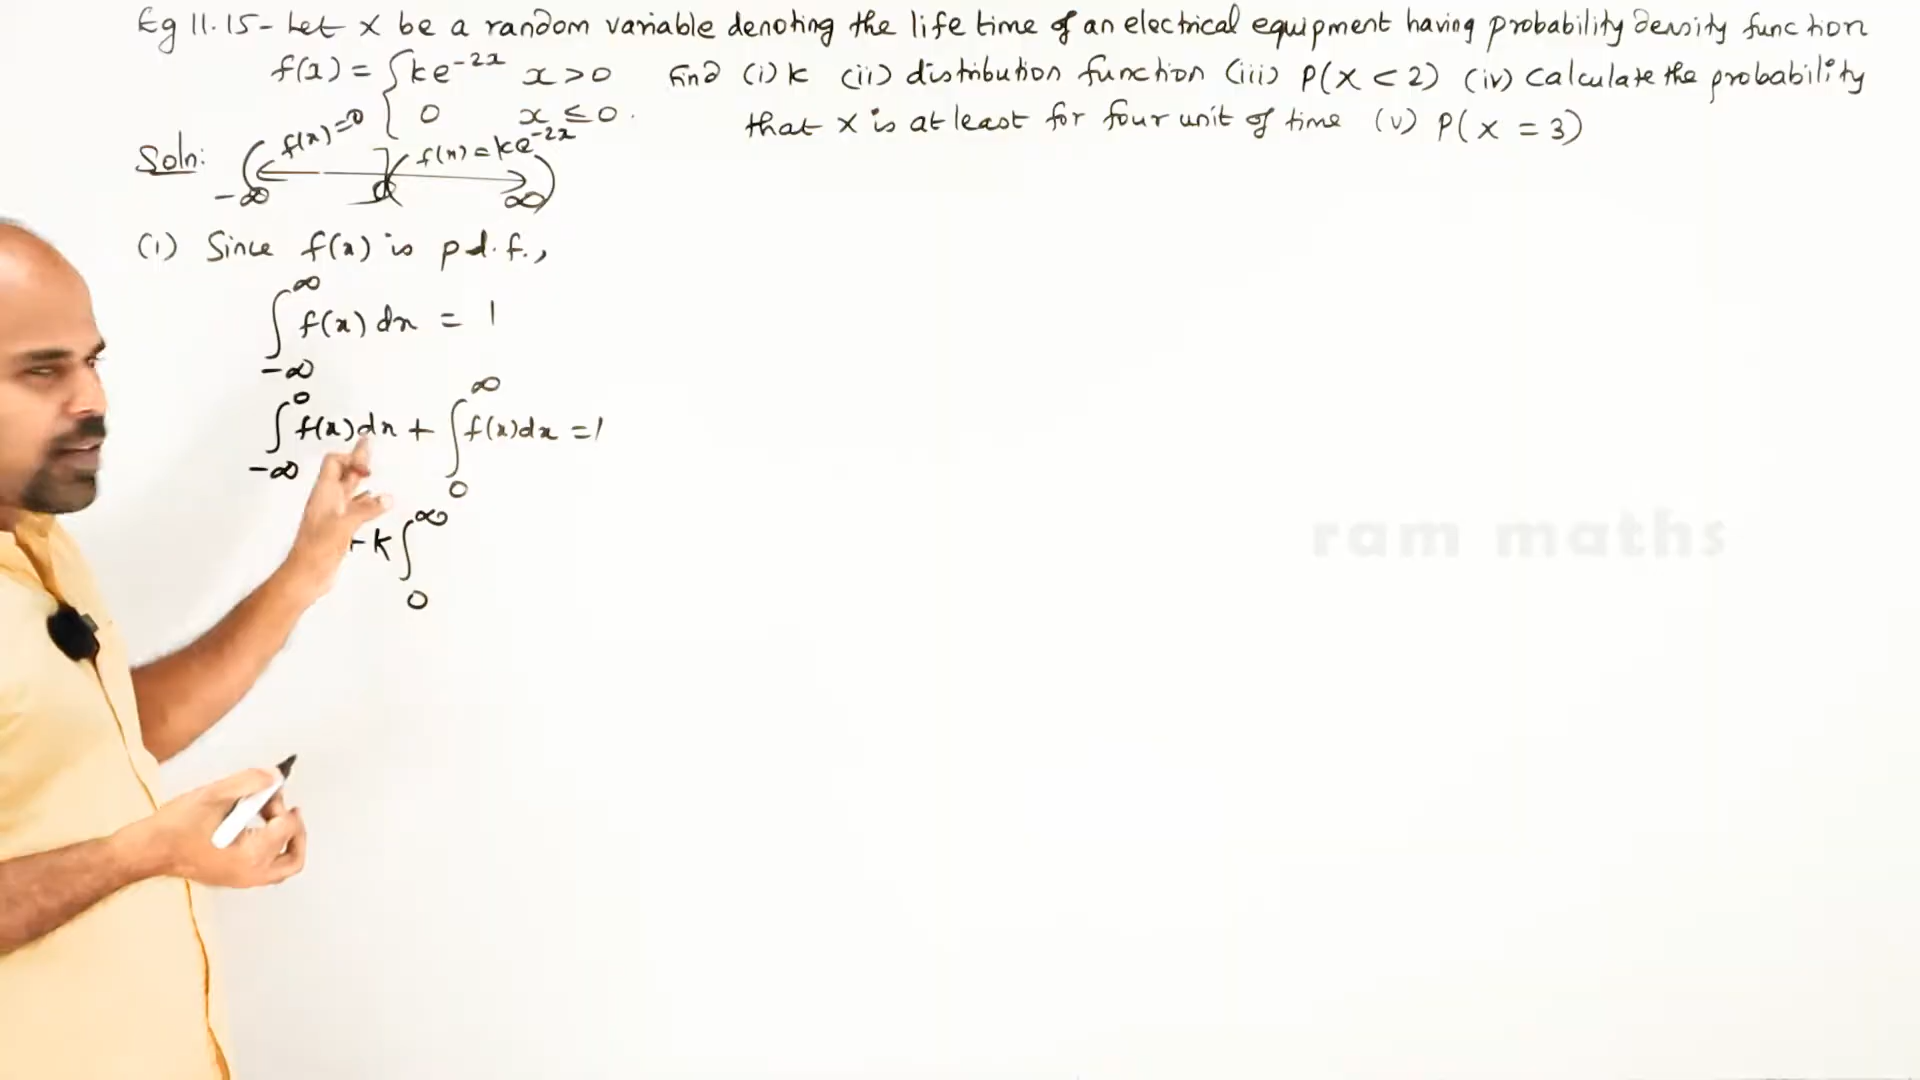 Eg 11.15- Let X be a random variable denoting the life time of an electrical equipment having probability density function
f(x) = { ke^{-2x} x > 0 Find (i) k (ii) distribution function (iii) P(X < 2) (iv) Calculate the probability
0 x ≤ 0. that X is at least for four unit of time (v) P(X = 3)
Soln: f(x)=0 f(x)=ke^{-2x}
-∞ ∞
(1) Since f(x) is p.d.f.,
∫_{-∞}^{∞} f(x) dx = 1
∫_{-∞}^{0} f(x)dx + ∫_{0}^{∞} f(x)dx = 1
+ k ∫_{0}^{∞}
ram maths